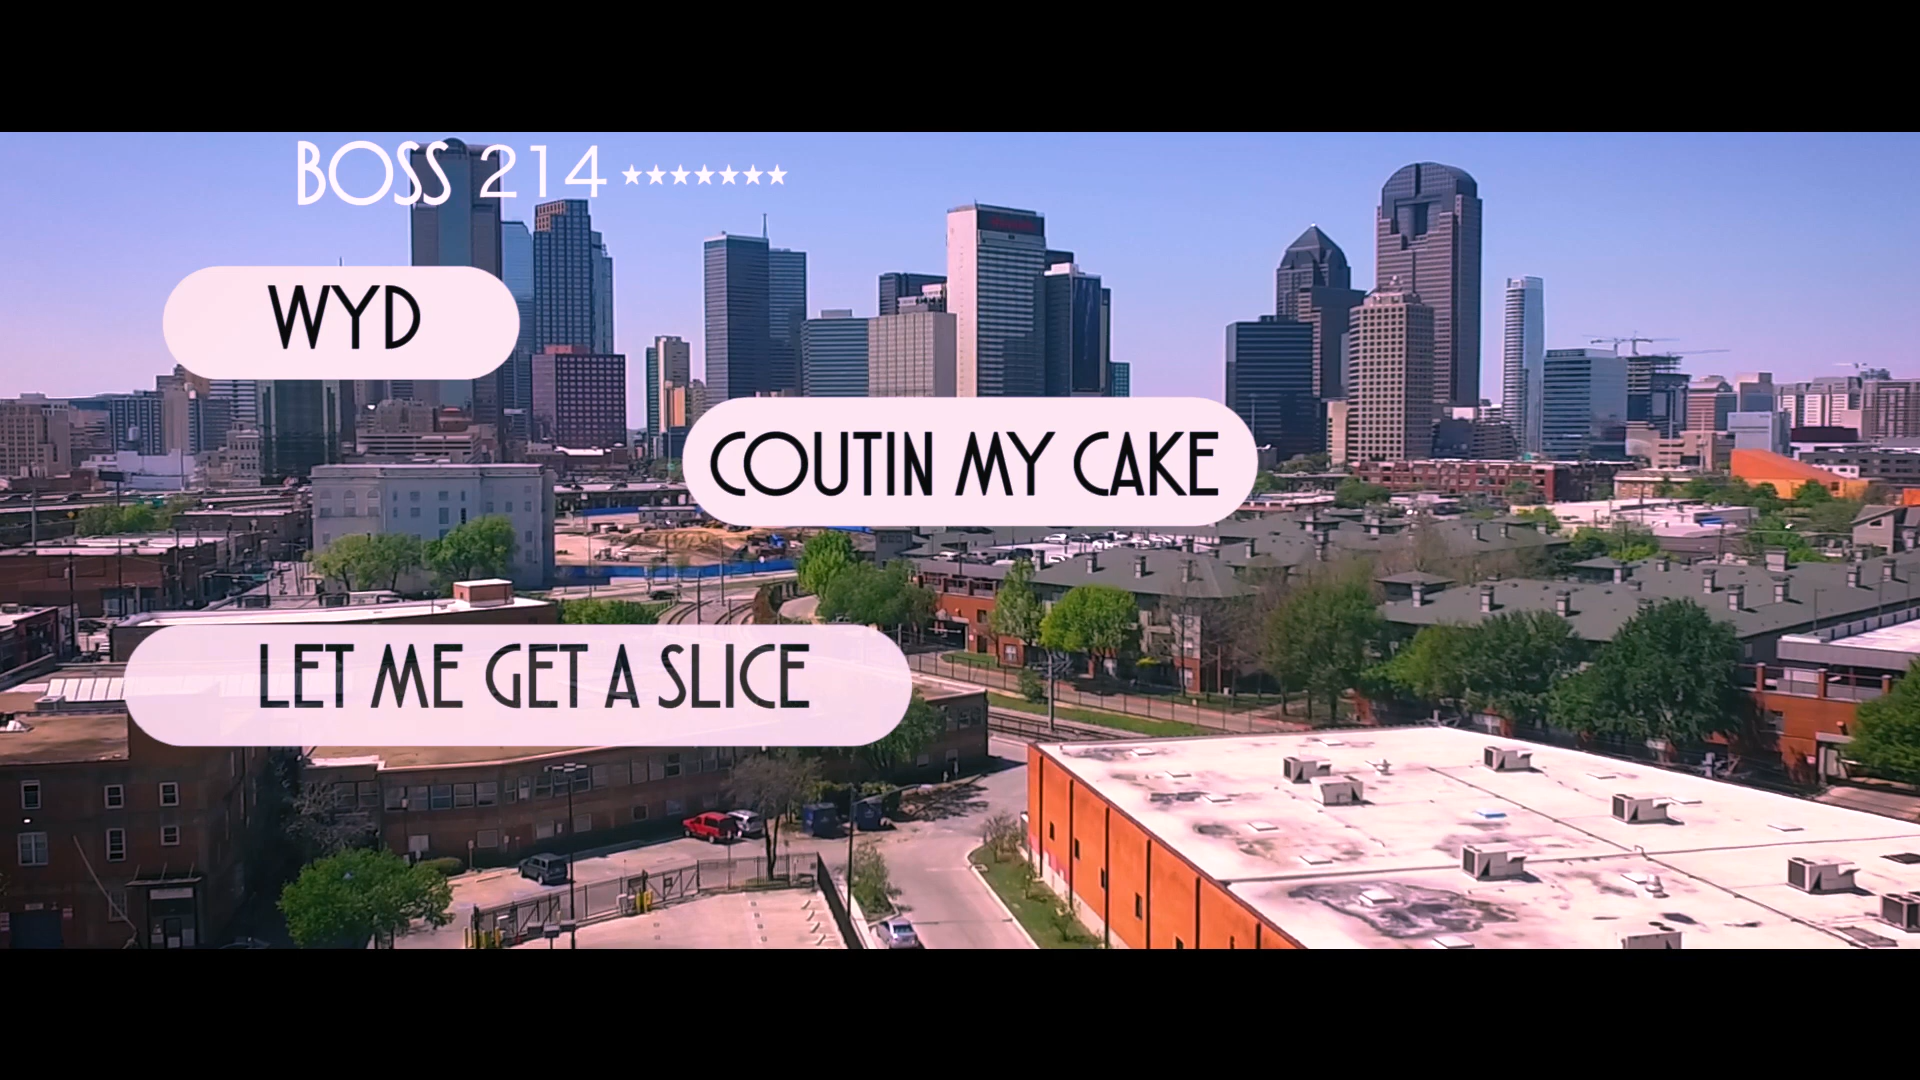 BOSS 214 ★★★★★★★
WYD
COUTIN MY CAKE
LET ME GET A SLICE